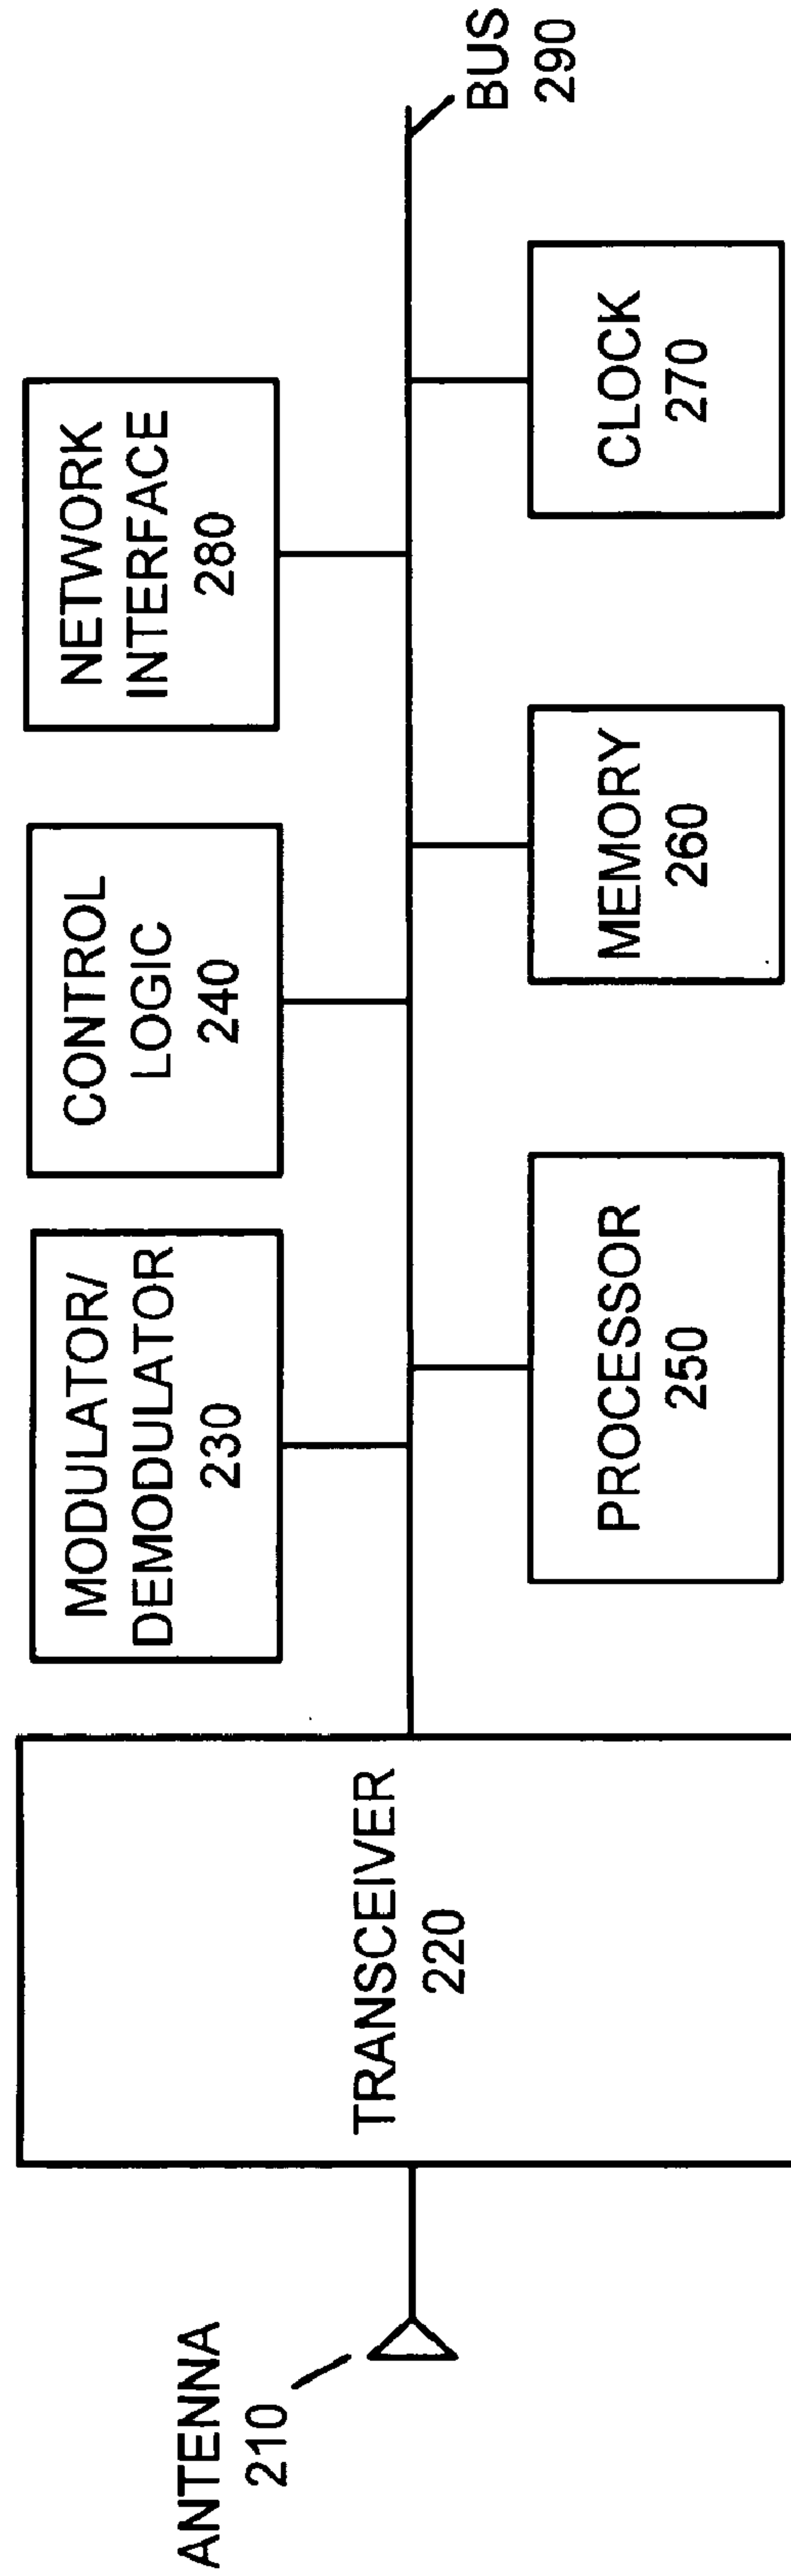 ANTENNA
210
TRANSCEIVER
220
MODULATOR/
DEMODULATOR
230
CONTROL
LOGIC
240
NETWORK
INTERFACE
280
PROCESSOR
250
MEMORY
260
CLOCK
270
BUS
290